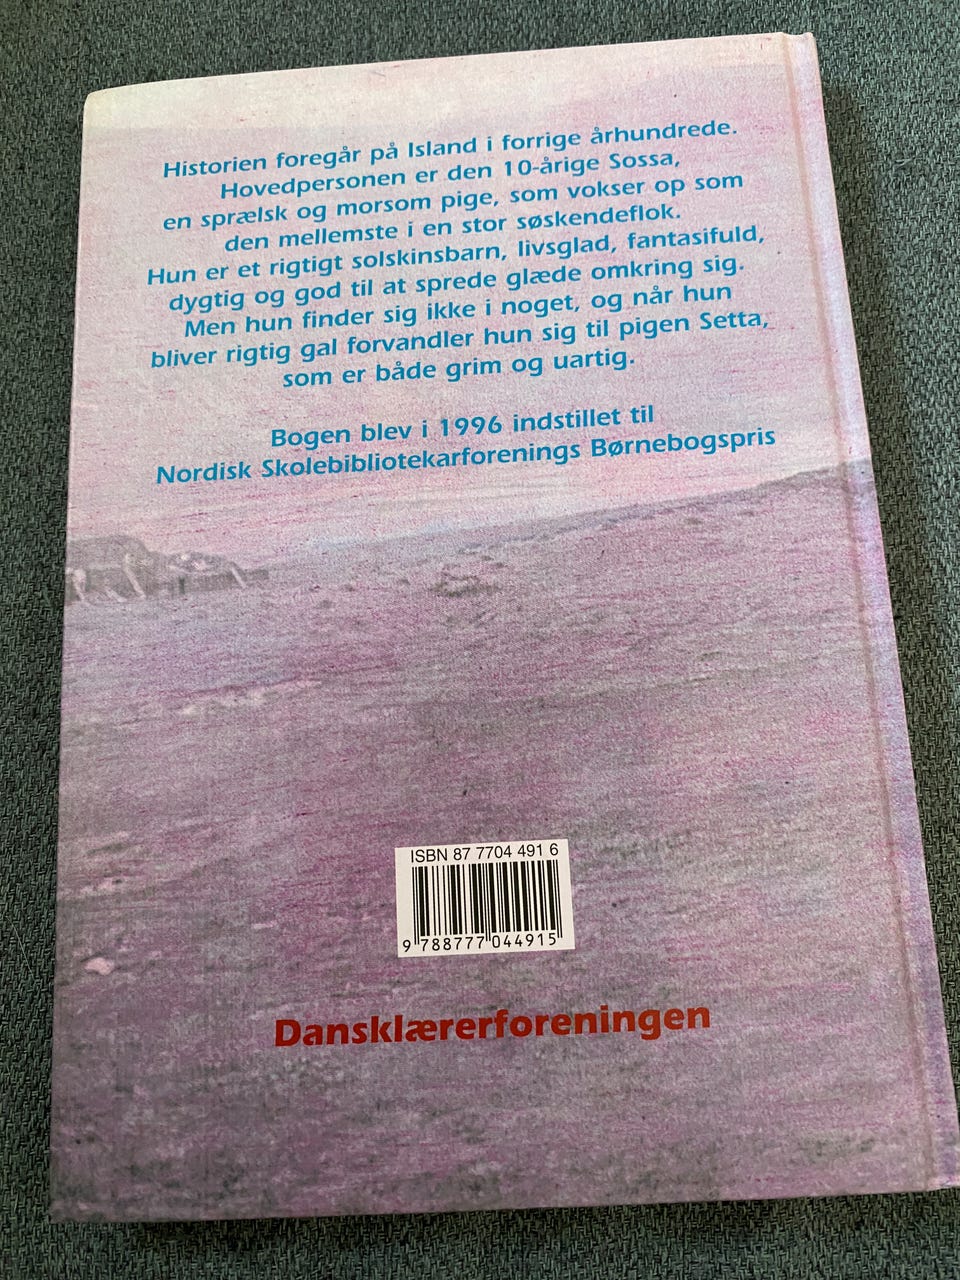 Historien foregår på Island i forrige århundrede.
Hovedpersonen er den 10-årige Sossa,
en sprælsk og morsom pige, som vokser op som
den mellemste i en stor søskendeflok.
Hun er et rigtigt solskinsbarn, livsglad, fantasifuld,
dygtig og god til at sprede glæde omkring sig.
Men hun finder sig ikke i noget, og når hun
bliver rigtig gal forvandler hun sig til pigen Setta,
som er både grim og uartig.
Bogen blev i 1996 indstillet til
Nordisk Skolebibliotekarforenings Børnebogspris
ISBN 87 7704 491 6
9 788777 044915
Dansklærerforeningen